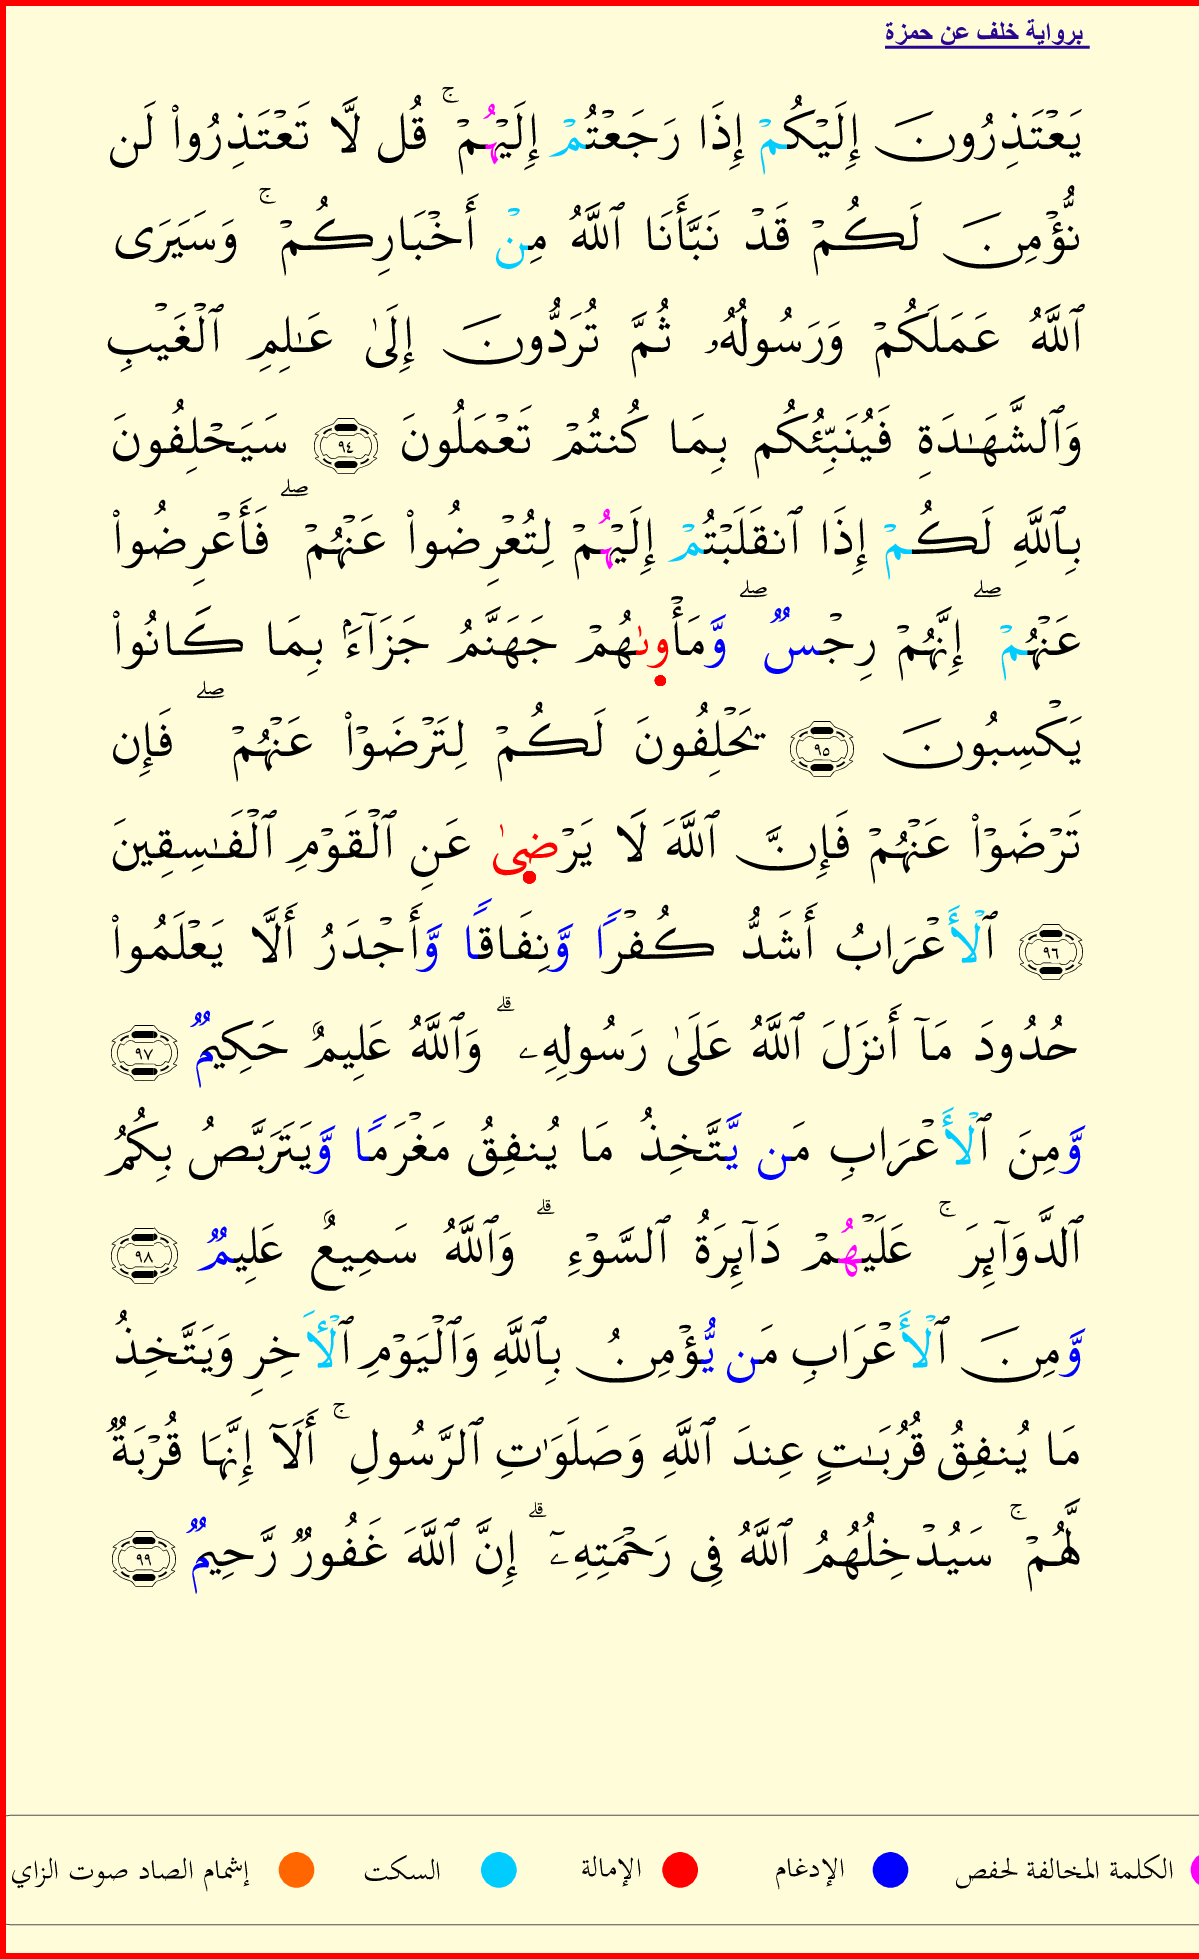 برواية خلف عن حمزة
يَعْتَذِرُونَ إِلَيْكُمْ إِذَا رَجَعْتُمْ إِلَيْهُمْ ۚ قُل لَّا تَعْتَذِرُوا۟ لَن
نُّؤْمِنَ لَكُمْ قَدْ نَبَّأَنَا ٱللَّهُ مِنْ أَخْبَارِكُمْ ۚ وَسَيَرَى
ٱللَّهُ عَمَلَكُمْ وَرَسُولُهُۥ ثُمَّ تُرَدُّونَ إِلَىٰ عَـٰلِمِ ٱلْغَيْبِ
وَٱلشَّهَـٰدَةِ فَيُنَبِّئُكُم بِمَا كُنتُمْ تَعْمَلُونَ ٩٤ سَيَحْلِفُونَ
بِٱللَّهِ لَكُمْ إِذَا ٱنقَلَبْتُمْ إِلَيْهُمْ لِتُعْرِضُوا۟ عَنْهُمْ ۖ فَأَعْرِضُوا۟
عَنْهُمْ ۖ إِنَّهُمْ رِجْسٌ ۖ وَّمَأْوىٰهُمْ جَهَنَّمُ جَزَآءًۢ بِمَا كَانُوا۟
يَكْسِبُونَ ٩٥ يَحْلِفُونَ لَكُمْ لِتَرْضَوْا۟ عَنْهُمْ ۖ فَإِن
تَرْضَوْا۟ عَنْهُمْ فَإِنَّ ٱللَّهَ لَا يَرْضىٰ عَنِ ٱلْقَوْمِ ٱلْفَـٰسِقِينَ
٩٦ ٱلْأَعْرَابُ أَشَدُّ كُفْرًا وَّنِفَاقًا وَّأَجْدَرُ أَلَّا يَعْلَمُوا۟
حُدُودَ مَآ أَنزَلَ ٱللَّهُ عَلَىٰ رَسُولِهِۦ ۗ وَٱللَّهُ عَلِيمٌ حَكِيمٌ ٩٧
وَّمِنَ ٱلْأَعْرَابِ مَن يَّتَّخِذُ مَا يُنفِقُ مَغْرَمًا وَّيَتَرَبَّصُ بِكُمُ
ٱلدَّوَآئِرَ ۚ عَلَيْهُمْ دَآئِرَةُ ٱلسَّوْءِ ۗ وَٱللَّهُ سَمِيعٌ عَلِيمٌ ٩٨
وَّمِنَ ٱلْأَعْرَابِ مَن يُّؤْمِنُ بِٱللَّهِ وَٱلْيَوْمِ ٱلْأَخِرِ وَيَتَّخِذُ
مَا يُنفِقُ قُرُبَـٰتٍ عِندَ ٱللَّهِ وَصَلَوَٰتِ ٱلرَّسُولِ ۚ أَلَآ إِنَّهَا قُرْبَةٌ
لَّهُمْ ۚ سَيُدْخِلُهُمُ ٱللَّهُ فِى رَحْمَتِهِۦٓ ۗ إِنَّ ٱللَّهَ غَفُورٌ رَّحِيمٌ ٩٩
الكلمة المخالفة لحفص الإدغام الإمالة السكت إشمام الصاد صوت الزاي